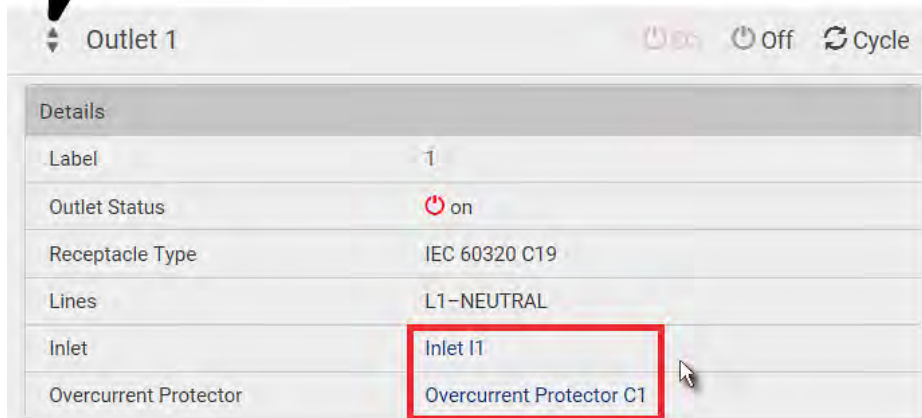 Outlet 1 On Off Cycle
Details
Label 1
Outlet Status on
Receptacle Type IEC 60320 C19
Lines L1–NEUTRAL
Inlet Inlet I1
Overcurrent Protector Overcurrent Protector C1